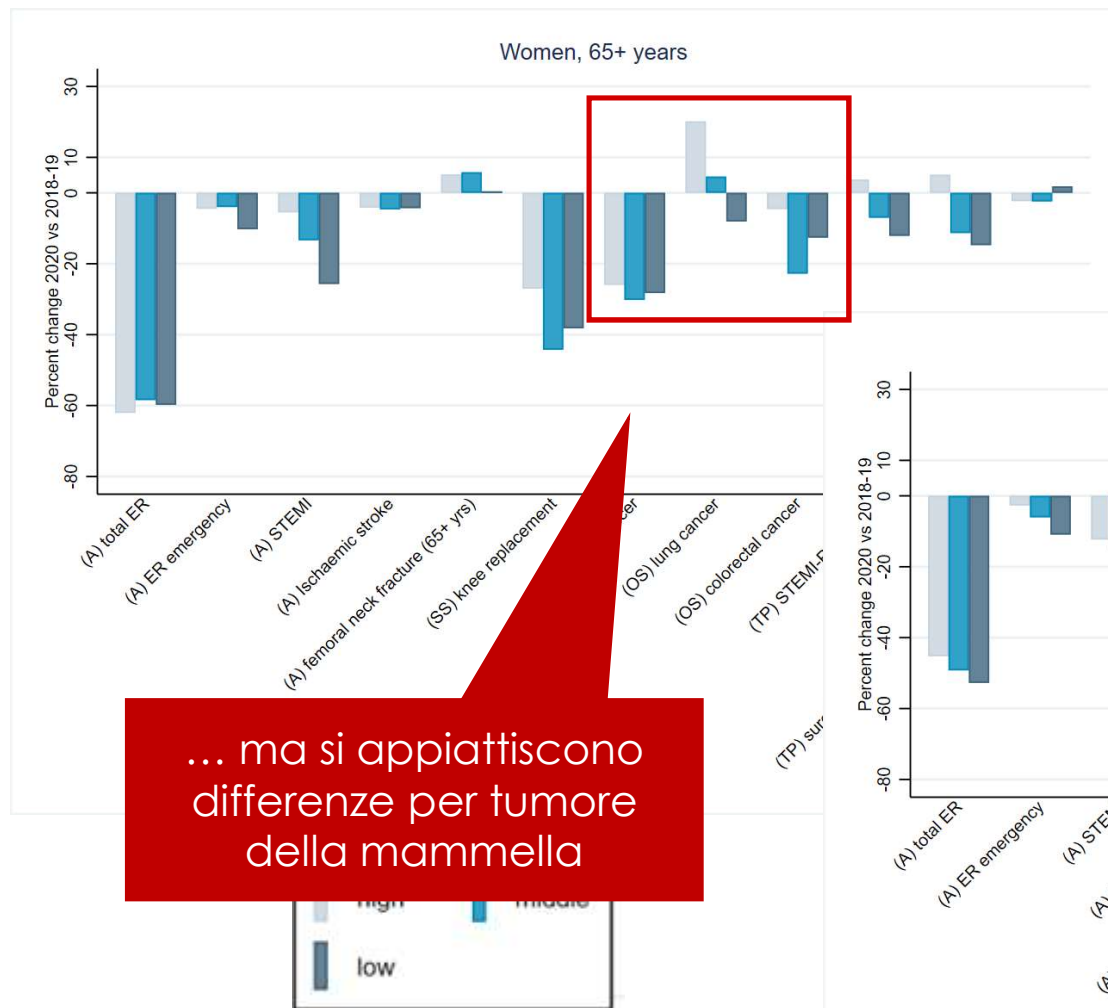 Women, 65+ years
Percent change 2020 vs 2018-19
30
10
0
-20
-40
-60
-80
(A) total ER
(A) ER emergency
(A) STEMI
(A) Ischaemic stroke
(A) femoral neck fracture (65+ yrs)
(SS) knee replacement
(OS) lung cancer
(OS) colorectal cancer
(TP)
(TP)
… ma si appiattiscono
differenze per tumore
della mammella
high middle
low
Percent change 2020 vs 2018-19
30
10
0
-20
-40
-60
-80
(A) total ER
(A) ER emergency
(A)